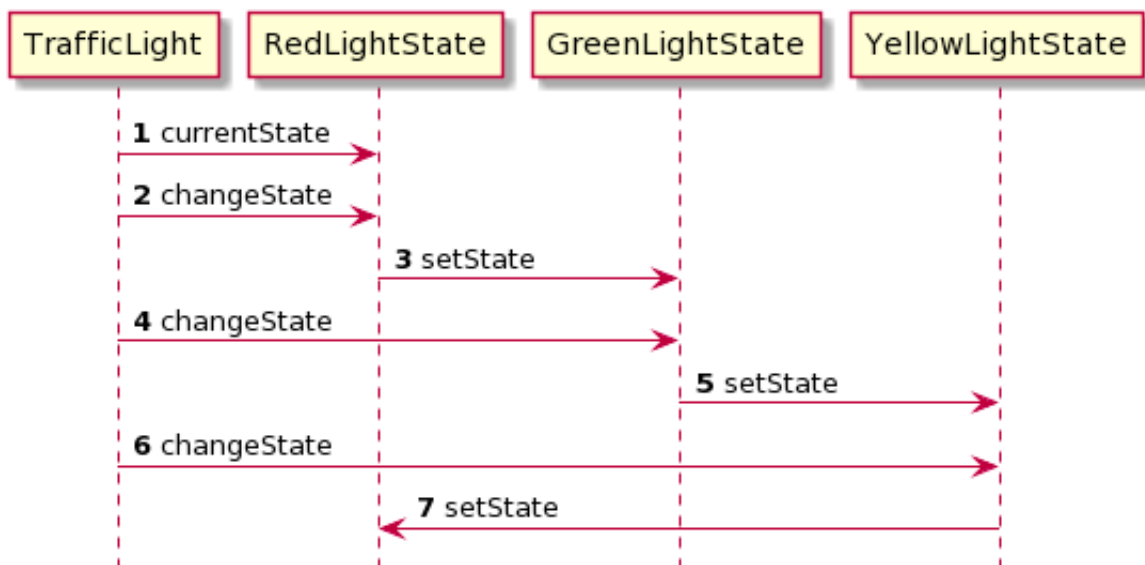 TrafficLight
RedLightState
GreenLightState
YellowLightState
1 currentState
2 changeState
3 setState
4 changeState
5 setState
6 changeState
7 setState